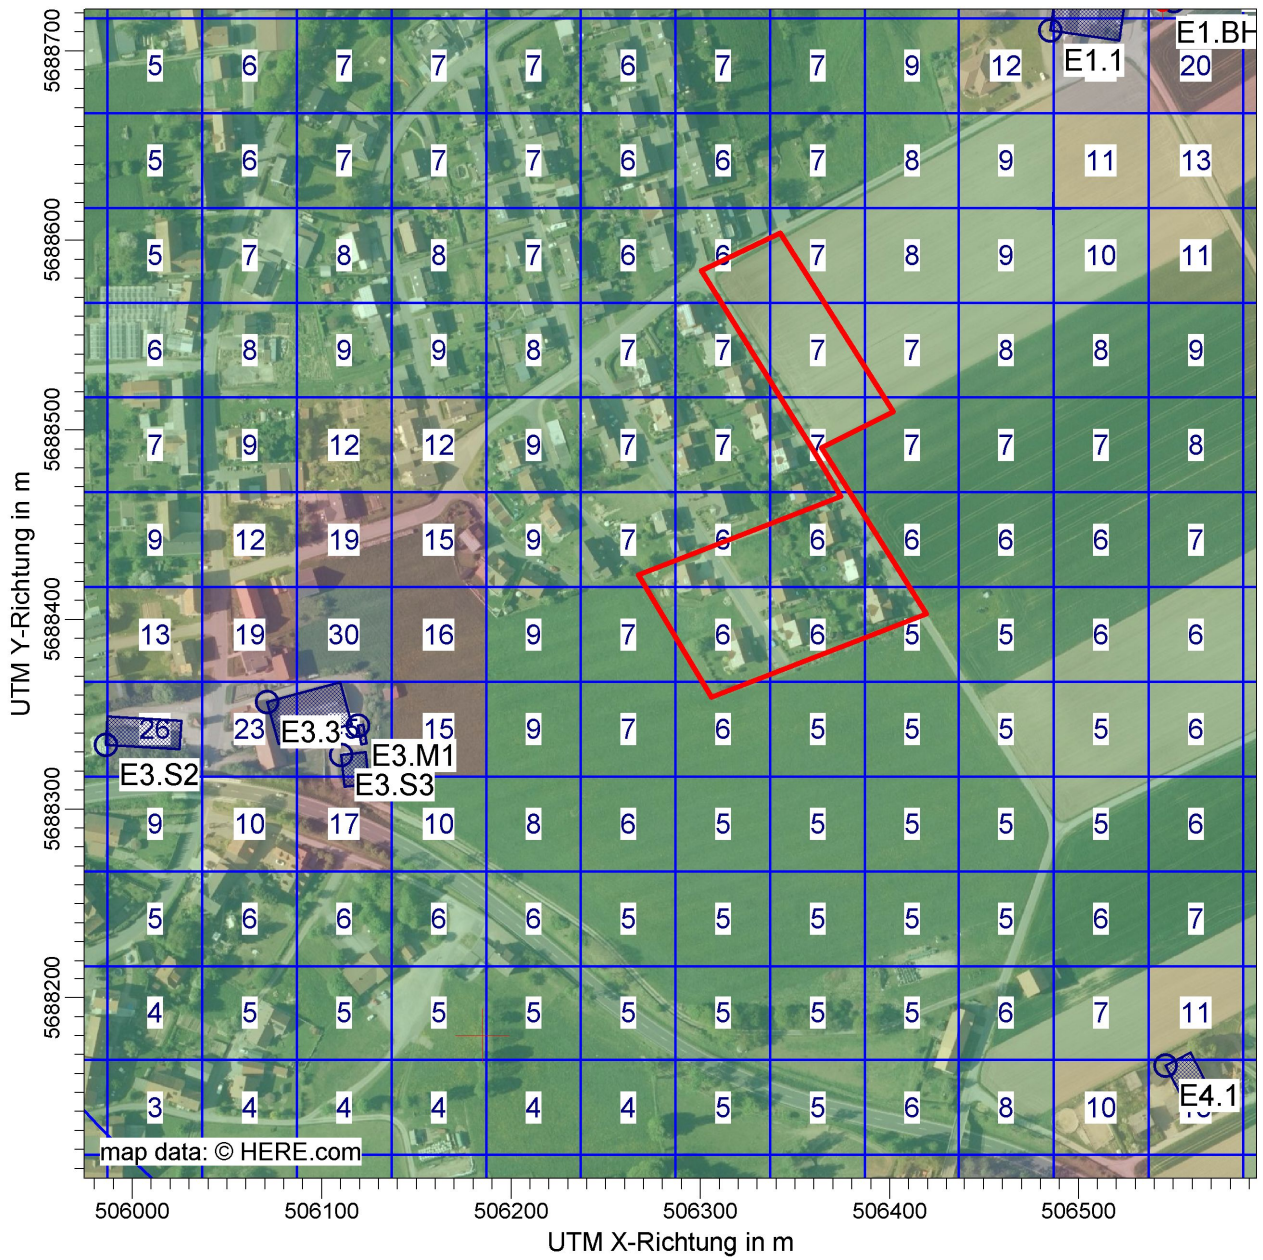 E1.BH
E1.1
5 6 7 7 7 6 7 7 9 12 20
5 6 7 7 7 6 6 7 8 9 11 13
5 7 8 8 7 6 6 7 8 9 10 11
6 8 9 9 8 7 7 7 7 8 8 9
7 9 12 12 9 7 7 7 7 7 7 8
9 12 19 15 9 7 6 6 6 6 6 7
13 19 30 16 9 7 6 6 5 5 6 6
26 23 15 9 7 6 5 5 5 5 6
E3.3
E3.M1
E3.S2
E3.S3
9 10 17 10 8 6 5 5 5 5 5 6
5 6 6 6 6 5 5 5 5 5 6 7
4 5 5 5 5 5 5 5 5 6 7 11
3 4 4 4 4 4 5 5 6 8 10
E4.1
map data: © HERE.com
5688700
5688600
5688500
5688400
5688300
5688200
UTM Y-Richtung in m
506000 506100 506200 506300 506400 506500
UTM X-Richtung in m